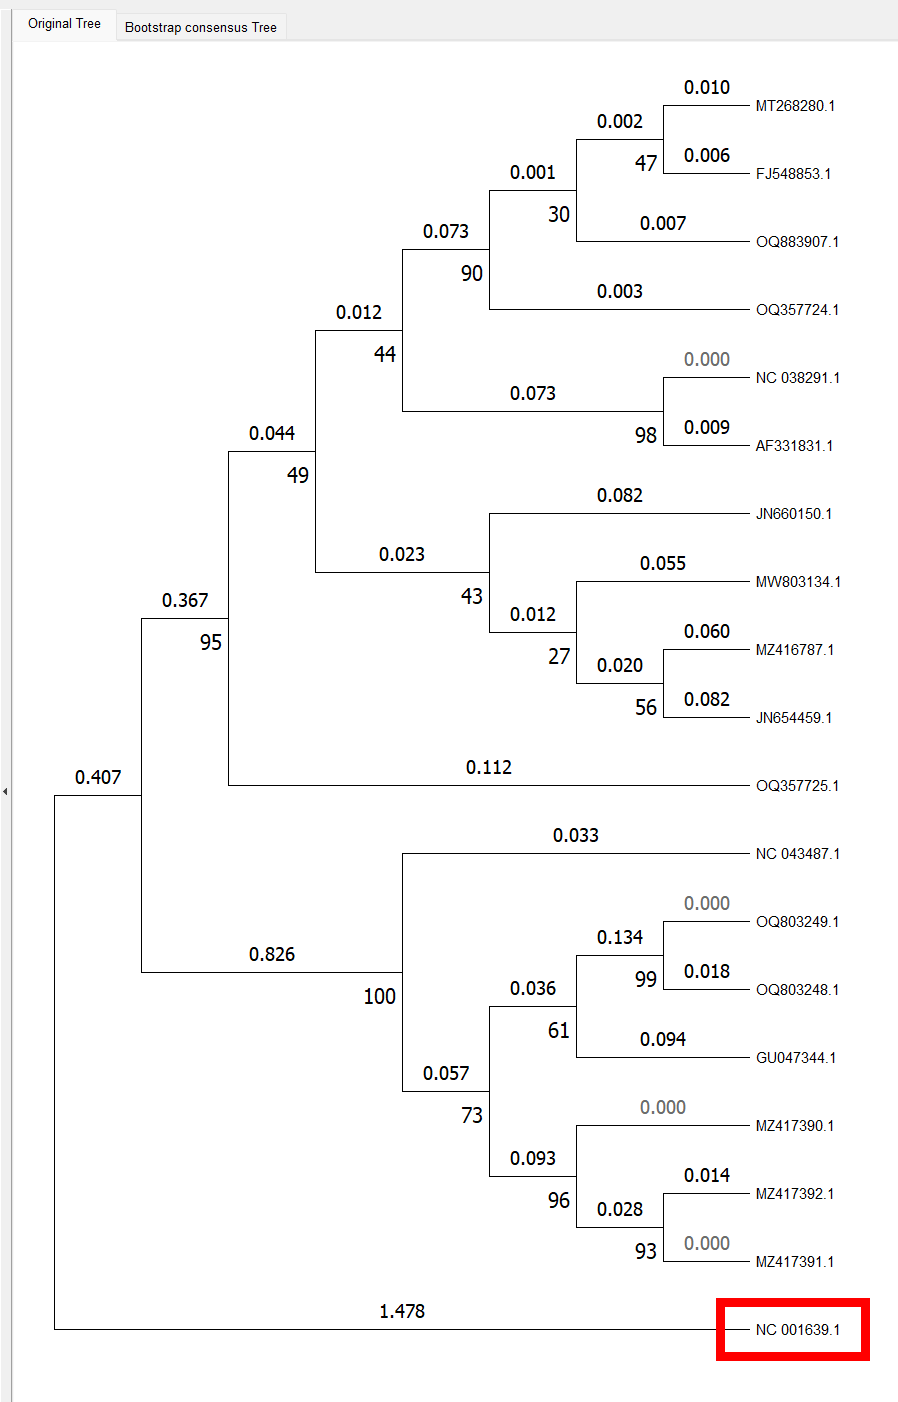 Original Tree
Bootstrap consensus Tree
0.010
MT268280.1
0.002
47
0.006
FJ548853.1
0.001
30
0.007
OQ883907.1
0.073
90
0.003
OQ357724.1
0.012
44
0.000
NC 038291.1
0.073
98
0.009
AF331831.1
0.044
49
0.082
JN660150.1
0.023
43
0.055
MW803134.1
0.012
27
0.060
MZ416787.1
0.020
56
0.082
JN654459.1
0.367
95
0.112
OQ357725.1
0.407
0.033
NC 043487.1
0.826
100
0.000
OQ803249.1
0.134
99
0.018
OQ803248.1
0.036
61
0.094
GU047344.1
0.057
73
0.000
MZ417390.1
0.093
96
0.014
MZ417392.1
0.028
93
0.000
MZ417391.1
1.478
NC 001639.1